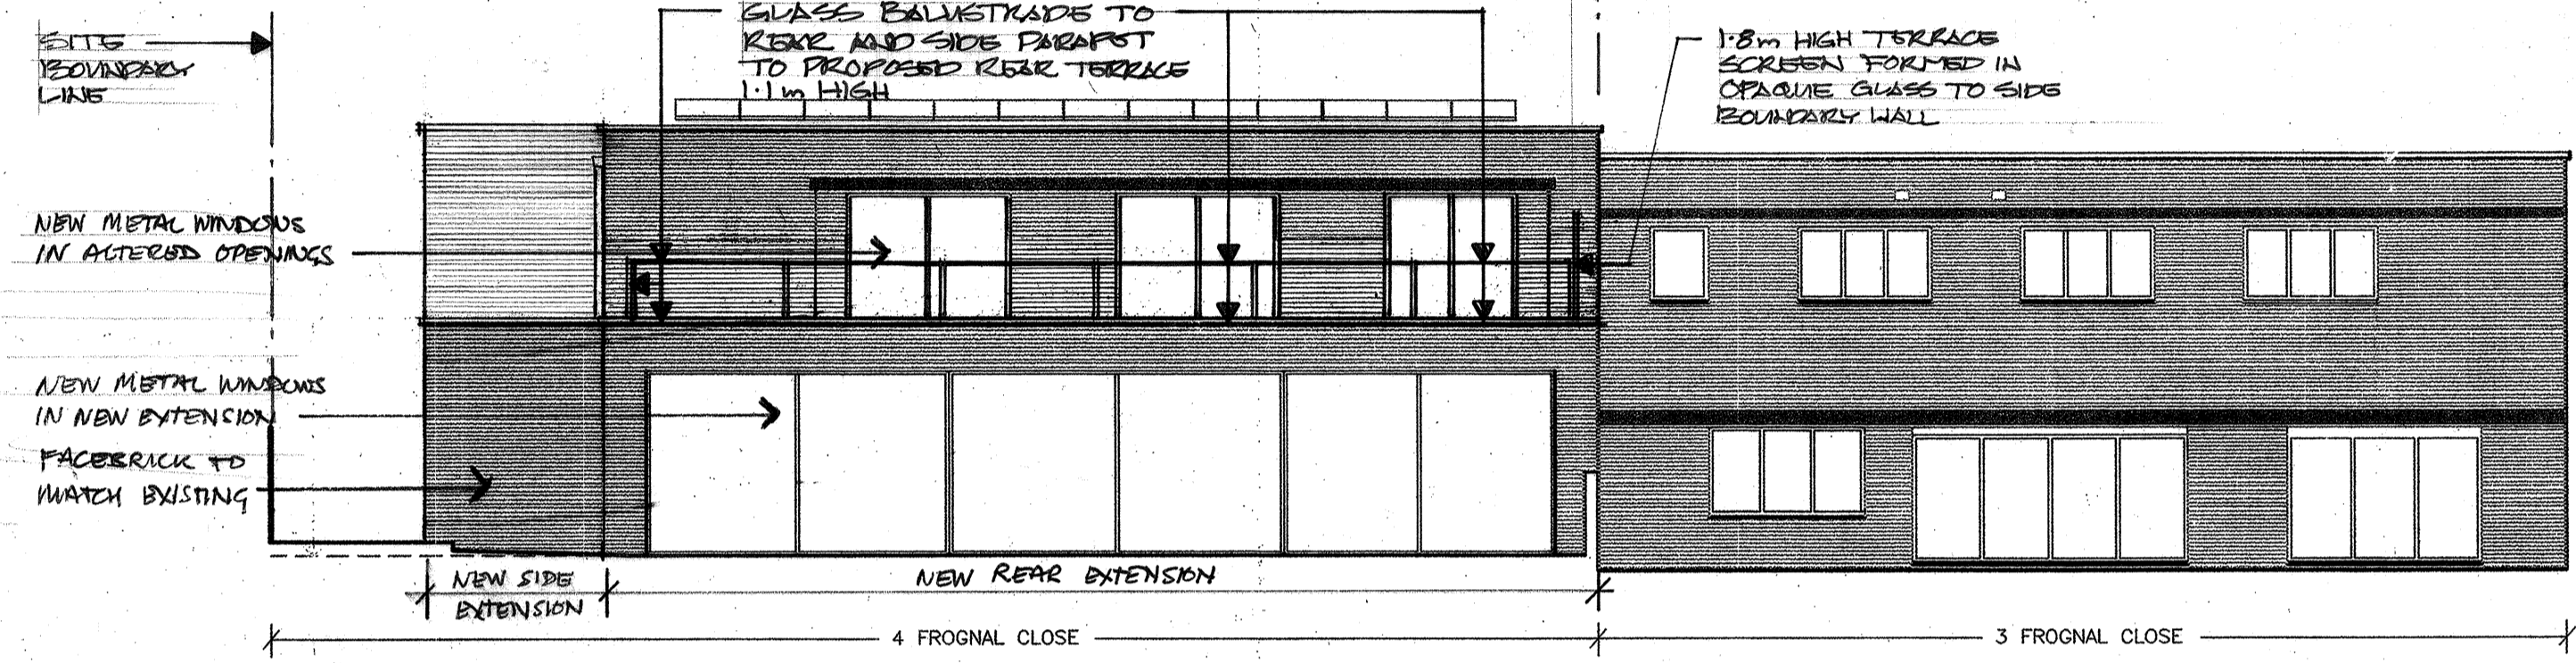 SITE
BOUNDARY
LINE
GLASS BALUSTRADE TO
REAR AND SIDE PARAPET
TO PROPOSED REAR TERRACE
1.1m HIGH
1.8m HIGH TERRACE
SCREEN FORMED IN
OPAQUE GLASS TO SIDE
BOUNDARY WALL
NEW METAL WINDOWS
IN ALTERED OPENINGS
NEW METAL WINDOWS
IN NEW EXTENSION
FACEBRICK TO
MATCH EXISTING
NEW SIDE
EXTENSION
NEW REAR EXTENSION
4 FROGNAL CLOSE
3 FROGNAL CLOSE